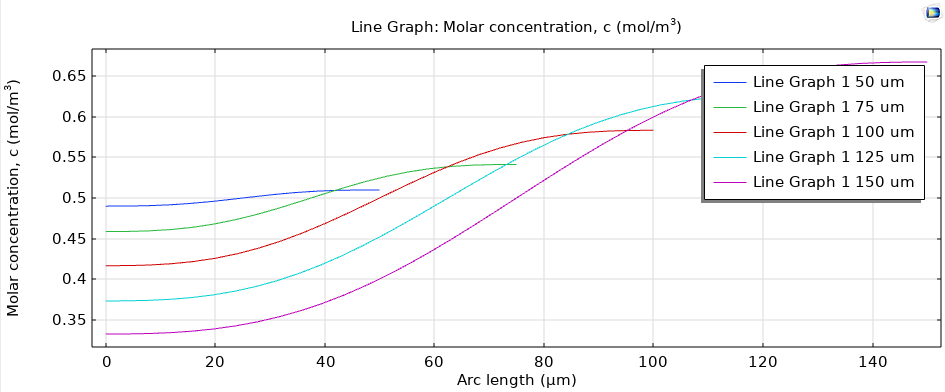 Line Graph: Molar concentration, c (mol/m³)
Molar concentration, c (mol/m³)
0.65
0.6
0.55
0.5
0.45
0.4
0.35
Line Graph 1 50 um
Line Graph 1 75 um
Line Graph 1 100 um
Line Graph 1 125 um
Line Graph 1 150 um
0 20 40 60 80 100 120 140
Arc length (µm)